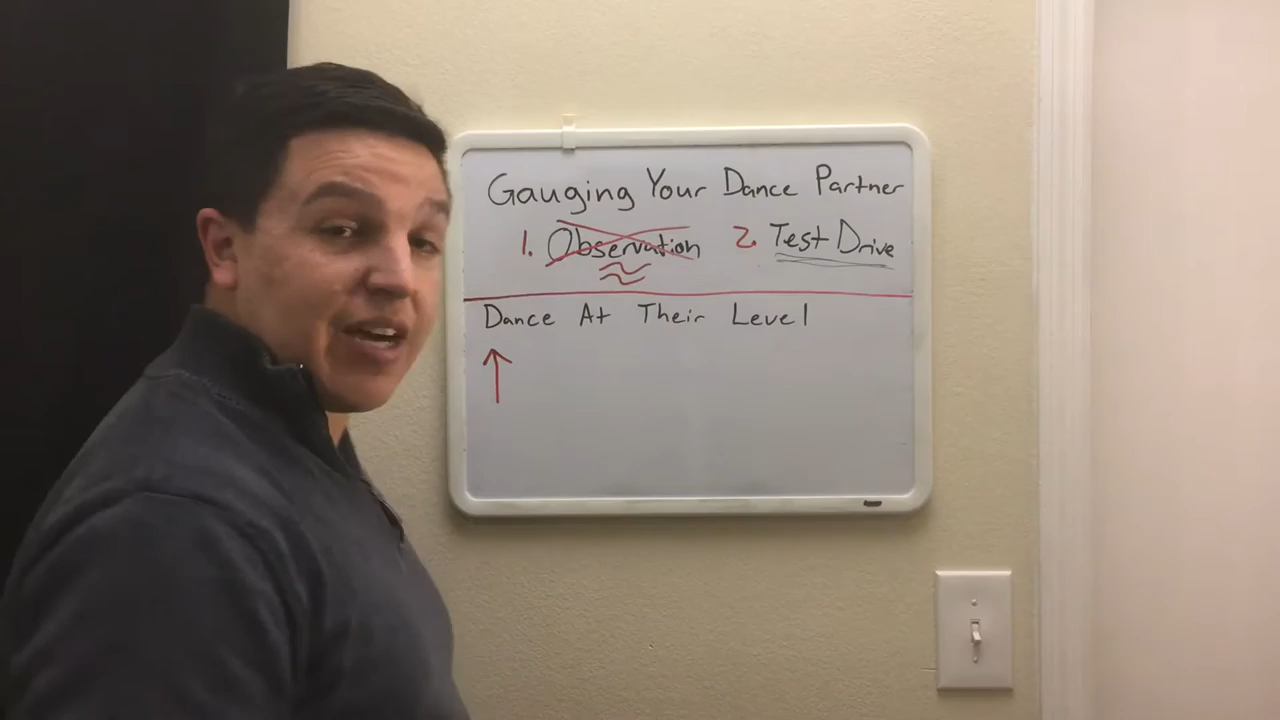 Gauging Your Dance Partner
1. Observation 2. Test Drive
Dance At Their Level